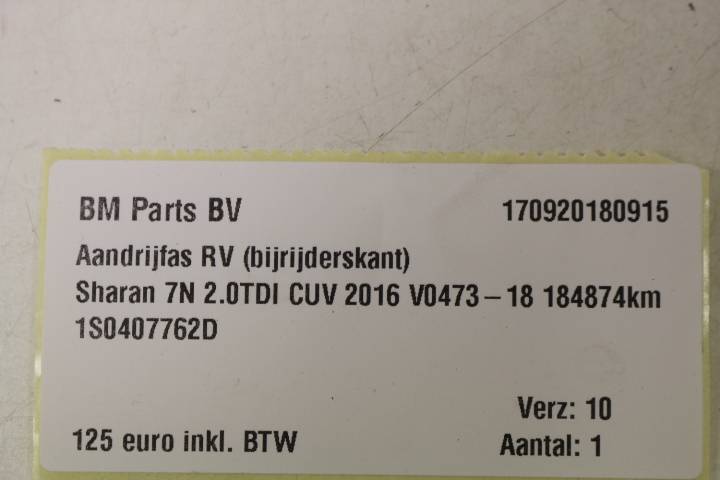 BM Parts BV 170920180915
Aandrijfas RV (bijrijderskant)
Sharan 7N 2.0TDI CUV 2016 V0473-18 184874km
1S0407762D
Verz: 10
125 euro inkl. BTW Aantal: 1